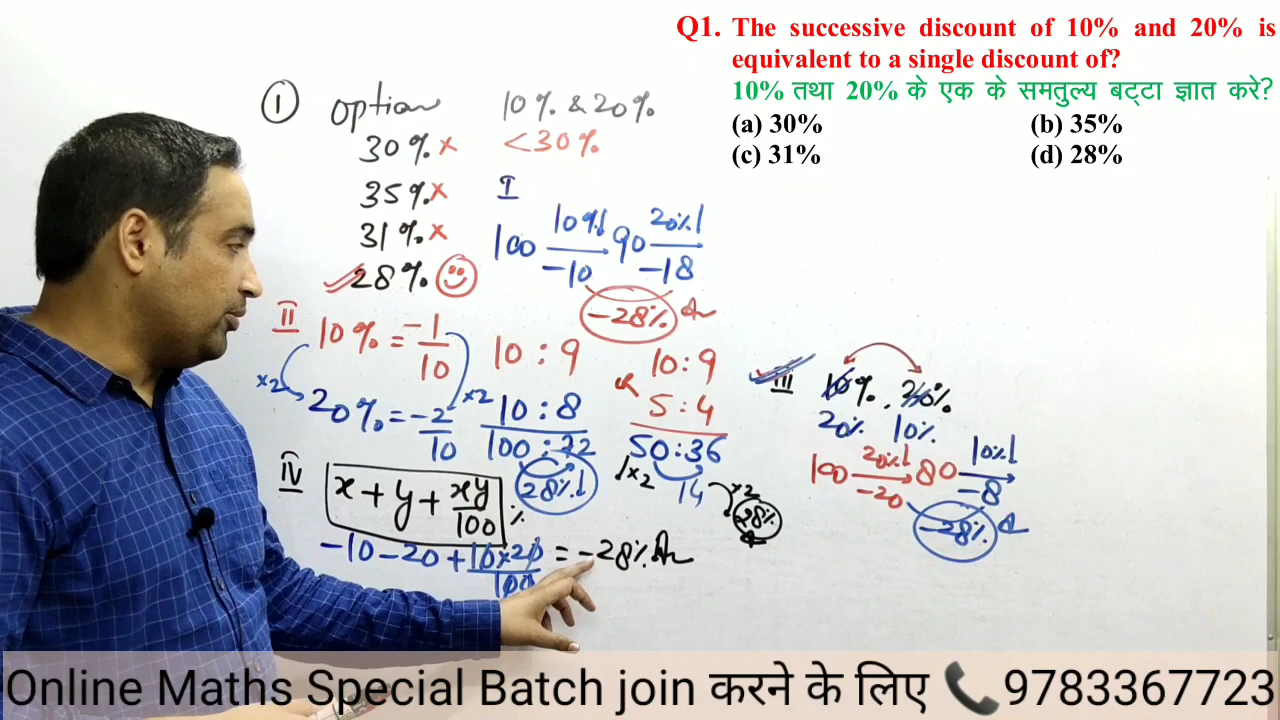 Q1. The successive discount of 10% and 20% is
equivalent to a single discount of?
10% तथा 20% के एक के समतुल्य बट्टा ज्ञात करे?
(a) 30% (b) 35%
(c) 31% (d) 28%
① option 10% & 20%
30% × < 30%
35% ×
31% ×
28%
I
100 10%↓ 90 20%↓
-10 -18
-28%
II 10% = -1/10 10 : 9
×2 20% = -2/10 ×2 10 : 8
100 : 72
28%↓
10 : 9
5 : 4
50 : 36
×2 14 ×2
28%
III 10% . 20%
20% 10%
100 20%↓ 80 10%↓
-20 -8
-28%
IV x + y + xy/100 %
-10 - 20 + 10×20/100 = -28%
Online Maths Special Batch join करने के लिए 📞9783367723